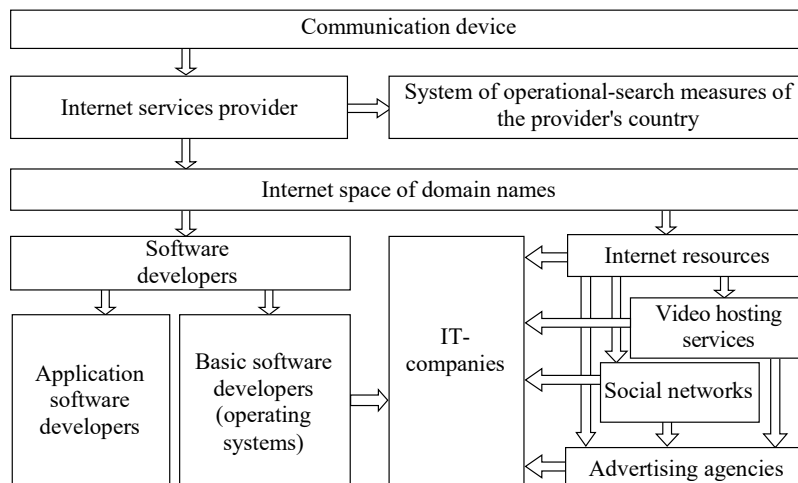 Communication device
Internet services provider
System of operational-search measures of
the provider's country
Internet space of domain names
Software
developers
Internet resources
IT-
companies
Video hosting
services
Application
software
developers
Basic software
developers
(operating
systems)
Social networks
Advertising agencies